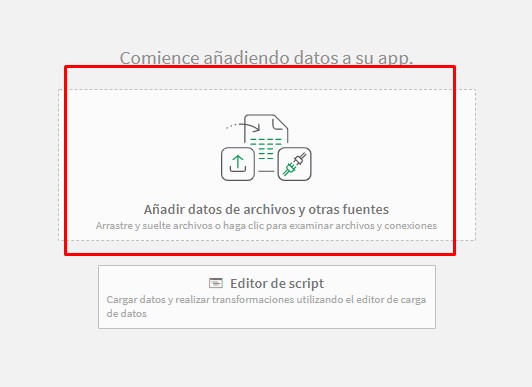 Comience añadiendo datos a su app.
Añadir datos de archivos y otras fuentes
Arrastre y suelte archivos o haga clic para examinar archivos y conexiones
Editor de script
Cargar datos y realizar transformaciones utilizando el editor de carga
de datos